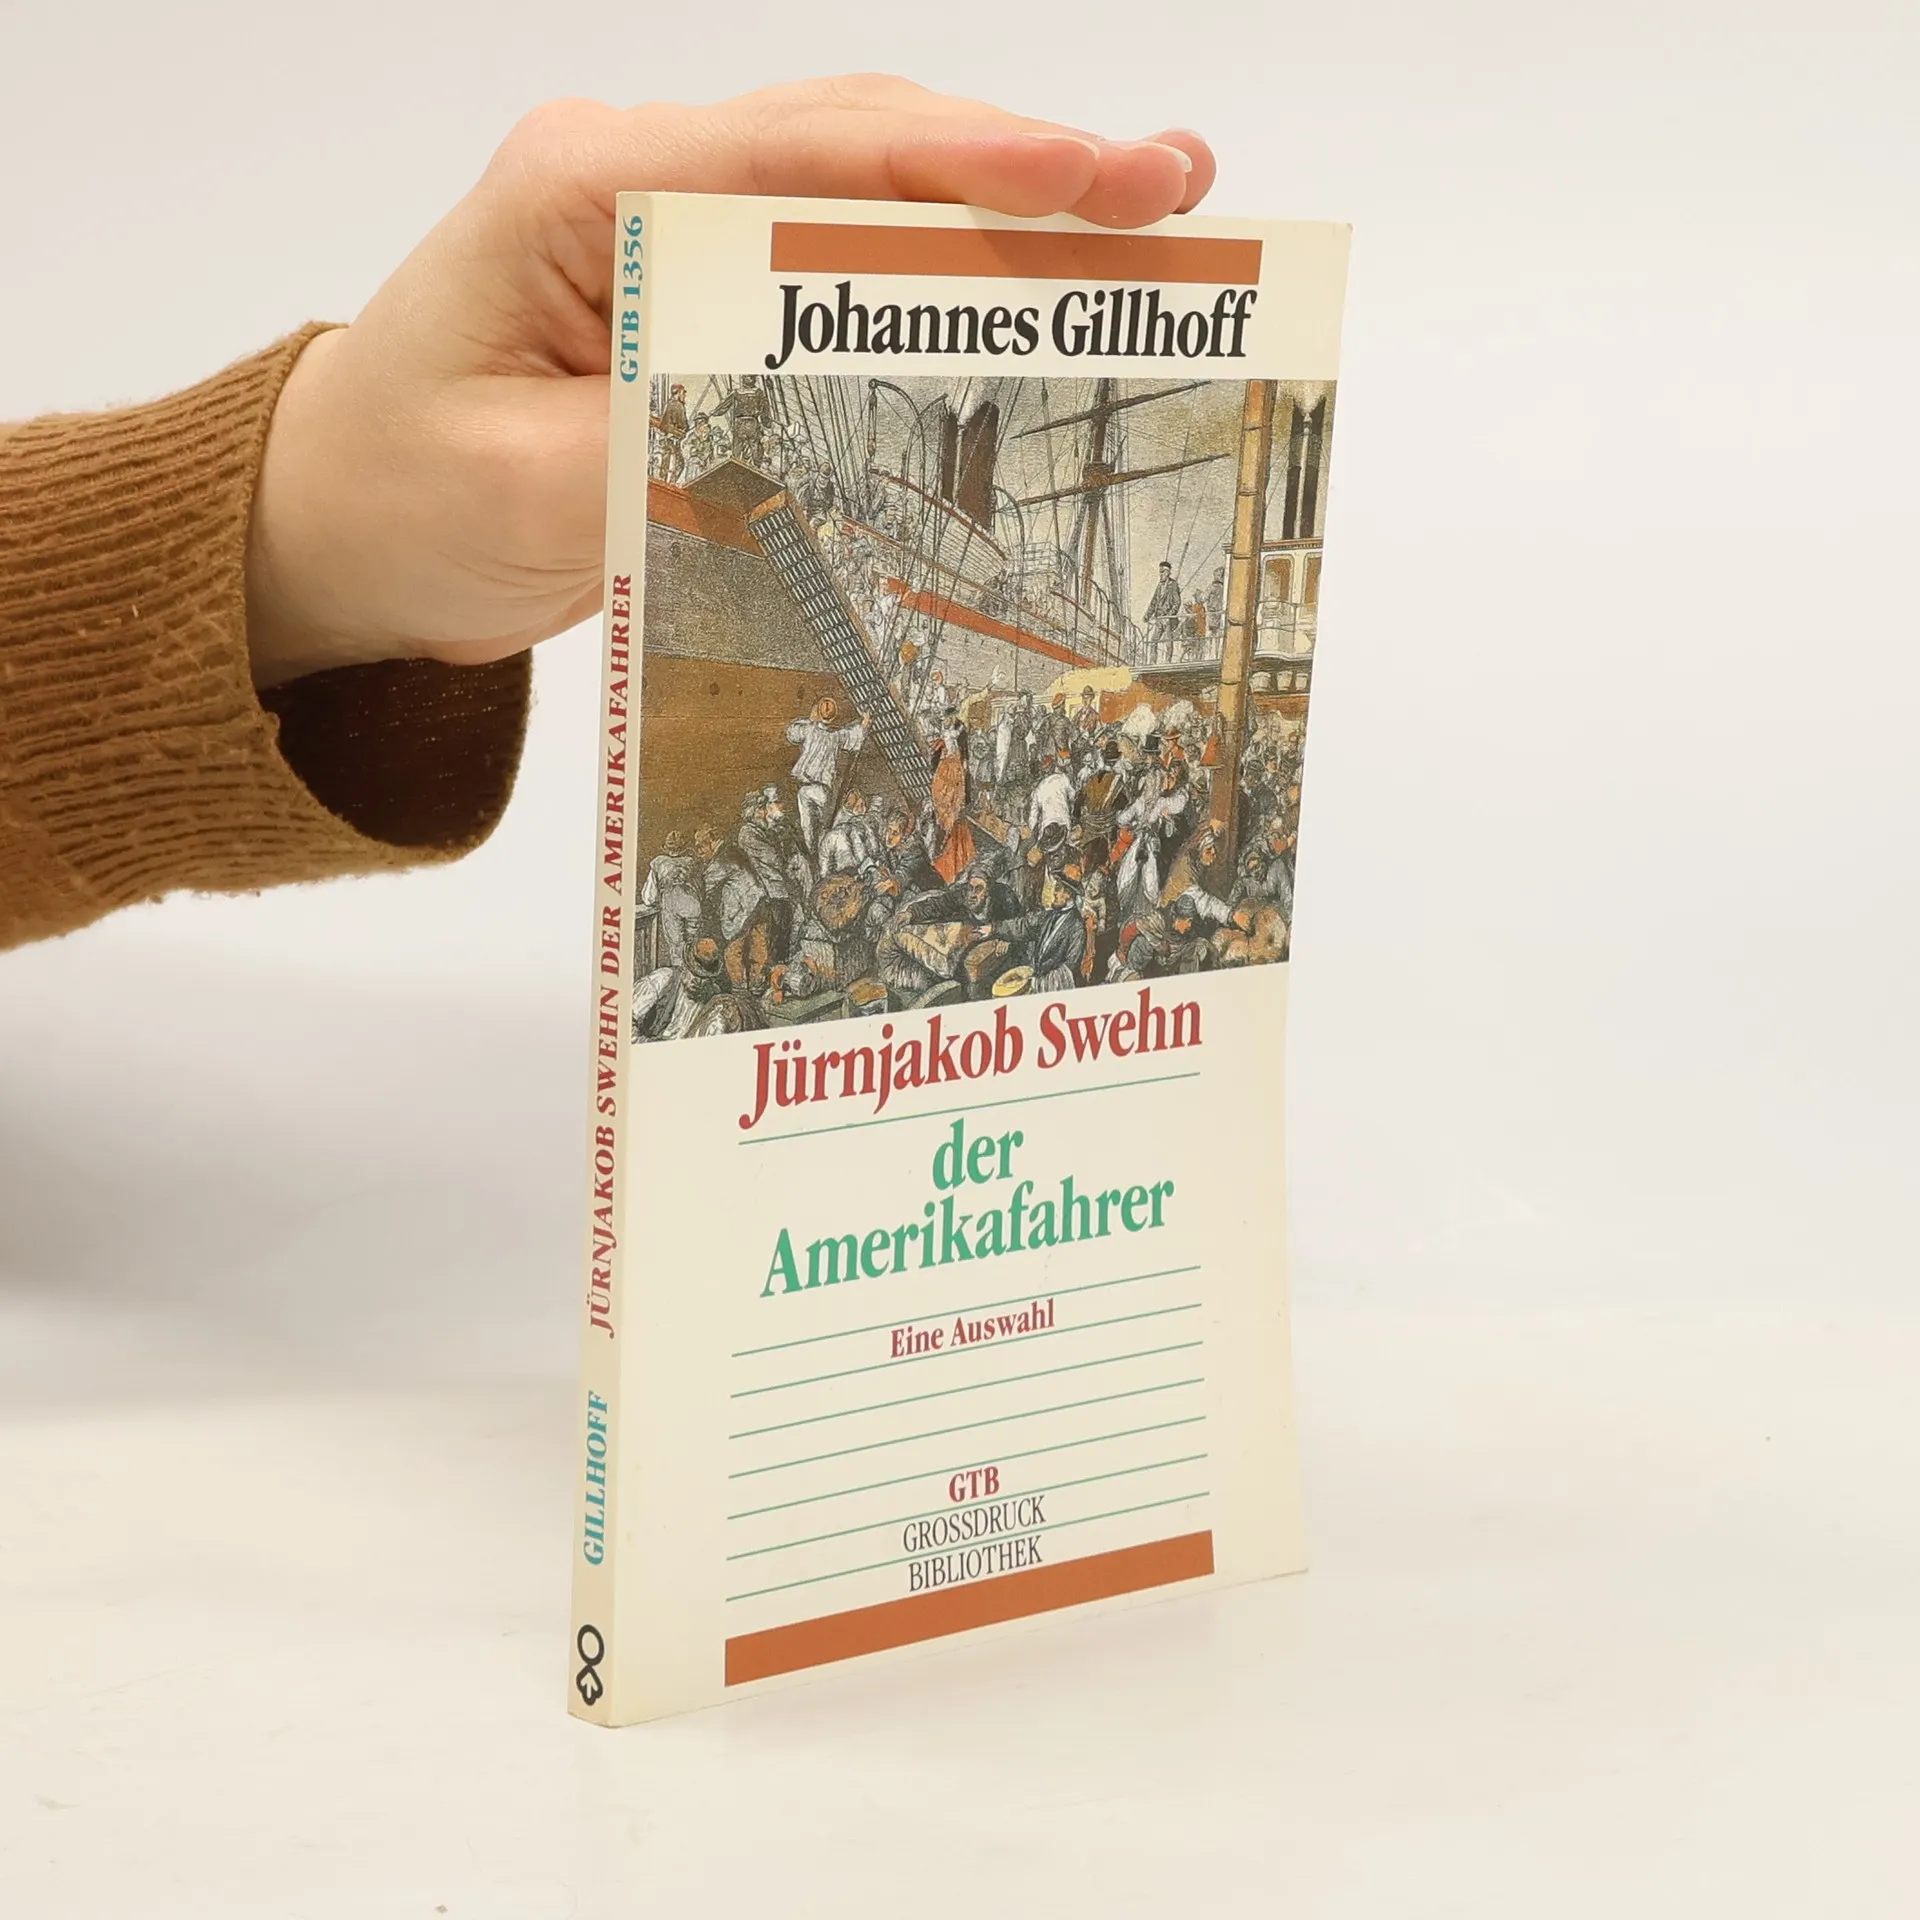 Johannes Gillhoff
Jürnjakob Swehn
der
Amerikafahrer
Eine Auswahl
GTB
GROSSDRUCK
BIBLIOTHEK
GTB 1356
JÜRNJAKOB SWEHN DER AMERIKAFAHRER
GILLHOFF